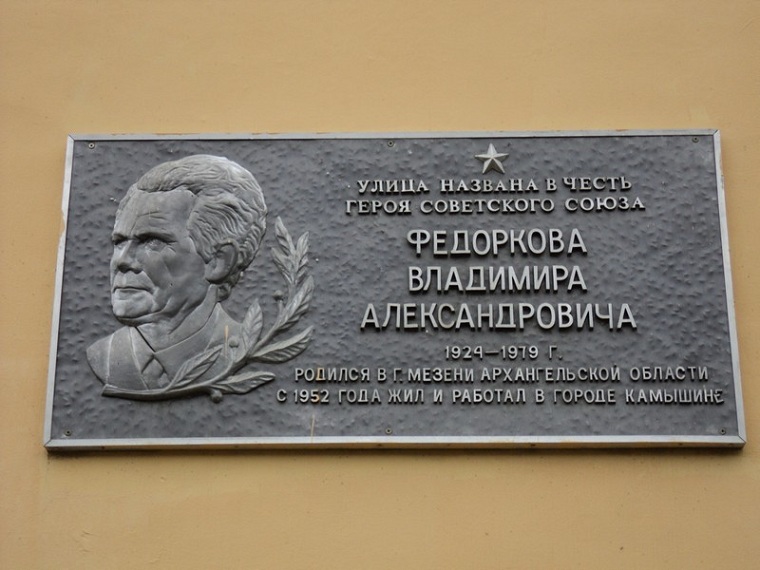 УЛИЦА НАЗВАНА В ЧЕСТЬ
ГЕРОЯ СОВЕТСКОГО СОЮЗА
ФЕДОРКОВА
ВЛАДИМИРА
АЛЕКСАНДРОВИЧА
1924—1979 Г.
РОДИЛСЯ В Г. МЕЗЕНИ АРХАНГЕЛЬСКОЙ ОБЛАСТИ
С 1952 ГОДА ЖИЛ И РАБОТАЛ В ГОРОДЕ КАМЫШИНЕ